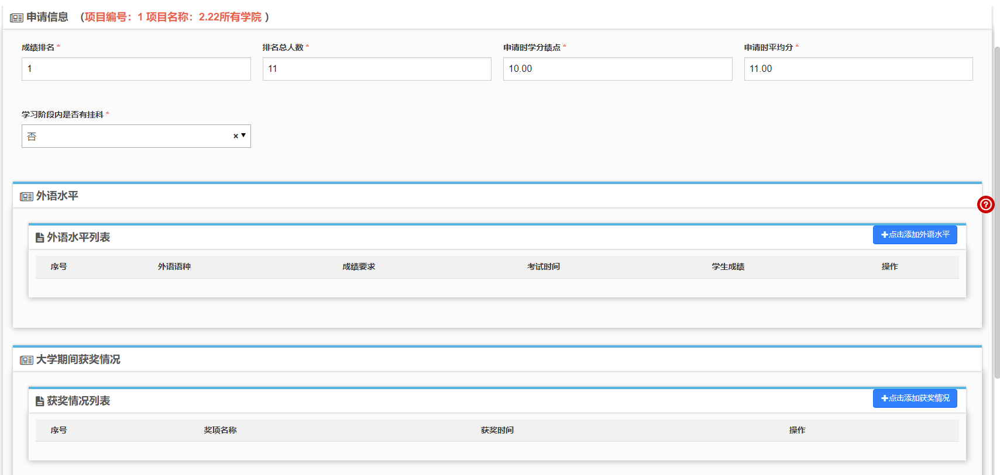 申请信息 （项目编号：1 项目名称：2.22所有学院 ）
成绩排名 * 排名总人数 * 申请时学分绩点 * 申请时平均分 *
1 11 10.00 11.00
学习阶段内是否有挂科 *
否
外语水平
外语水平列表 点击添加外语水平
序号 外语语种 成绩要求 考试时间 学生成绩 操作
大学期间获奖情况
获奖情况列表 点击添加获奖情况
序号 奖项名称 获奖时间 操作